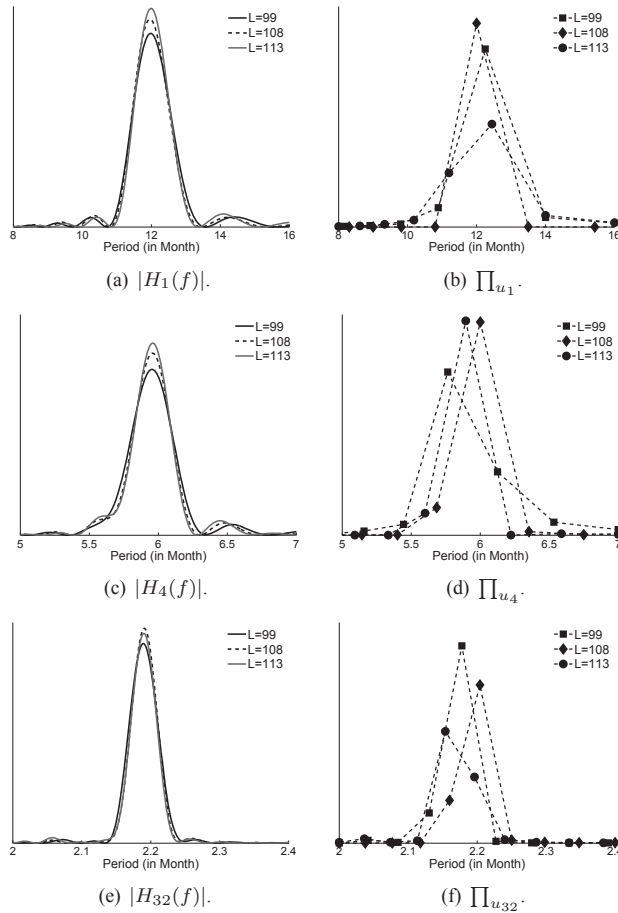 L=99
L=108
L=113
8 10 12 14 16
Period (in Month)
(a) |H₁(f)|.
L=99
L=108
L=113
8 10 12 14 16
Period (in Month)
(b) ∏u₁.
L=99
L=108
L=113
5 5.5 6 6.5 7
Period (in Month)
(c) |H₄(f)|.
L=99
L=108
L=113
5 5.5 6 6.5 7
Period (in Month)
(d) ∏u₄.
L=99
L=108
L=113
2 2.1 2.2 2.3 2.4
Period (in Month)
(e) |H₃₂(f)|.
L=99
L=108
L=113
2 2.1 2.2 2.3 2.4
Period (in Month)
(f) ∏u₃₂.